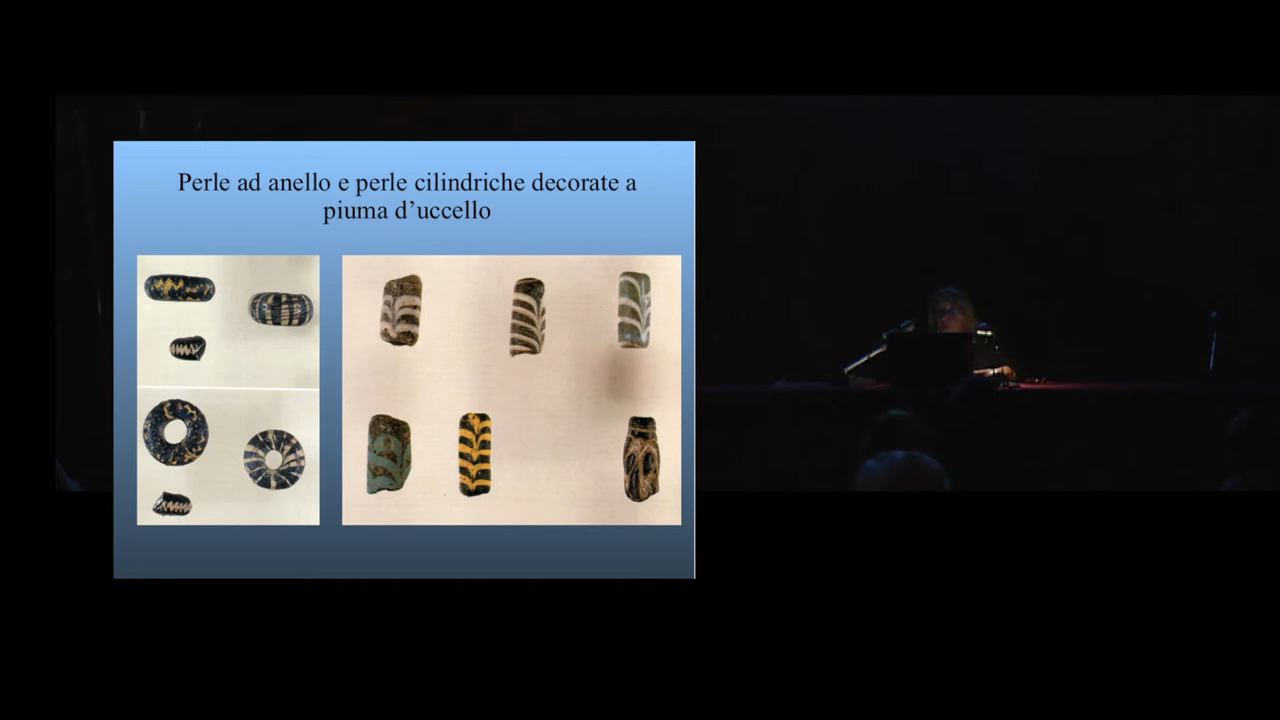 Perle ad anello e perle cilindriche decorate a
piuma d’uccello